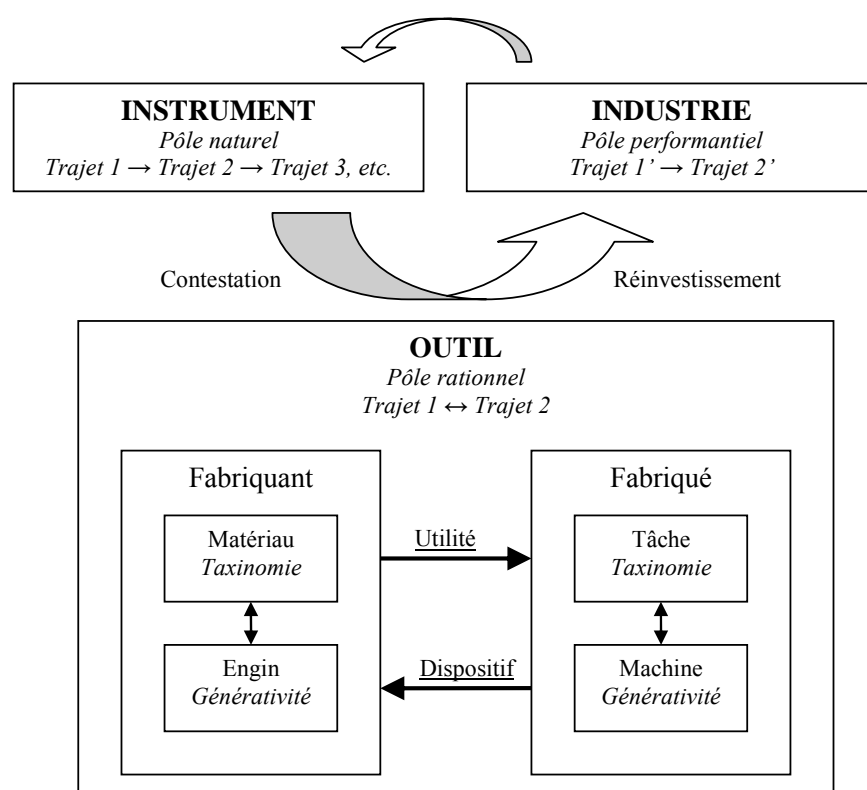 INSTRUMENT
Pôle naturel
Trajet 1 → Trajet 2 → Trajet 3, etc.
INDUSTRIE
Pôle performantiel
Trajet 1’ → Trajet 2’
Contestation
Réinvestissement
OUTIL
Pôle rationnel
Trajet 1 ↔ Trajet 2
Fabriquant
Matériau
Taxinomie
Engin
Générativité
Utilité
Dispositif
Fabriqué
Tâche
Taxinomie
Machine
Générativité